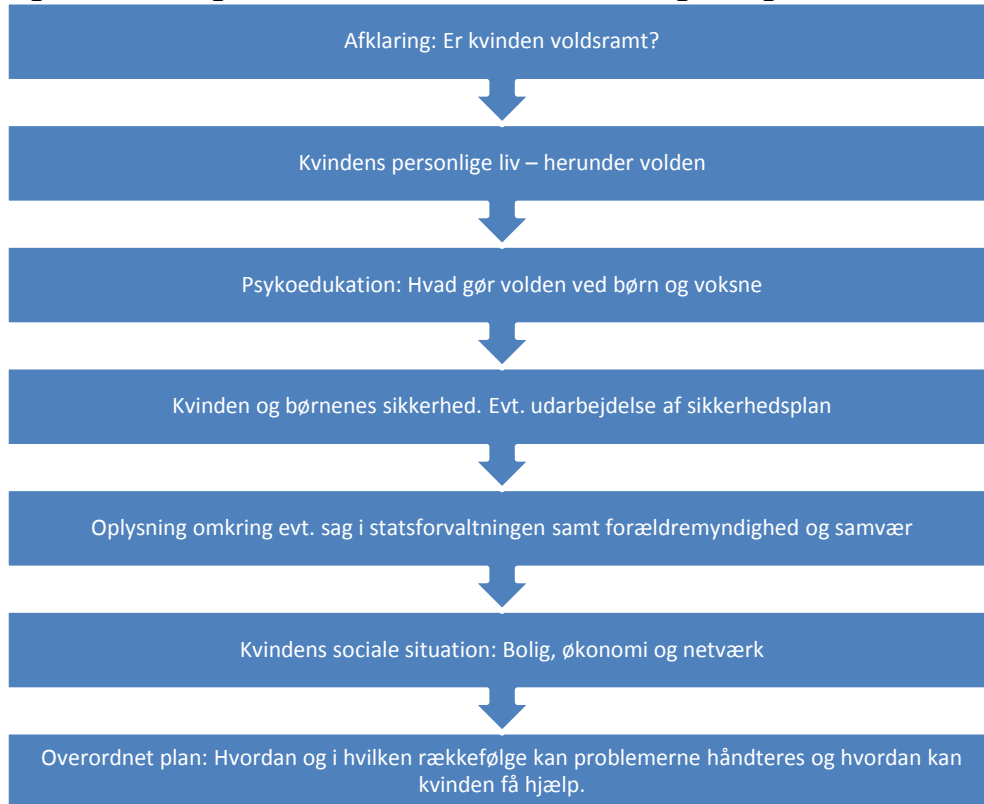 Afklaring: Er kvinden voldsramt?
Kvindens personlige liv – herunder volden
Psykoedukation: Hvad gør volden ved børn og voksne
Kvinden og børnenes sikkerhed. Evt. udarbejdelse af sikkerhedsplan
Oplysning omkring evt. sag i statsforvaltningen samt forældremyndighed og samvær
Kvindens sociale situation: Bolig, økonomi og netværk
Overordnet plan: Hvordan og i hvilken rækkefølge kan problemerne håndteres og hvordan kan
kvinden få hjælp.